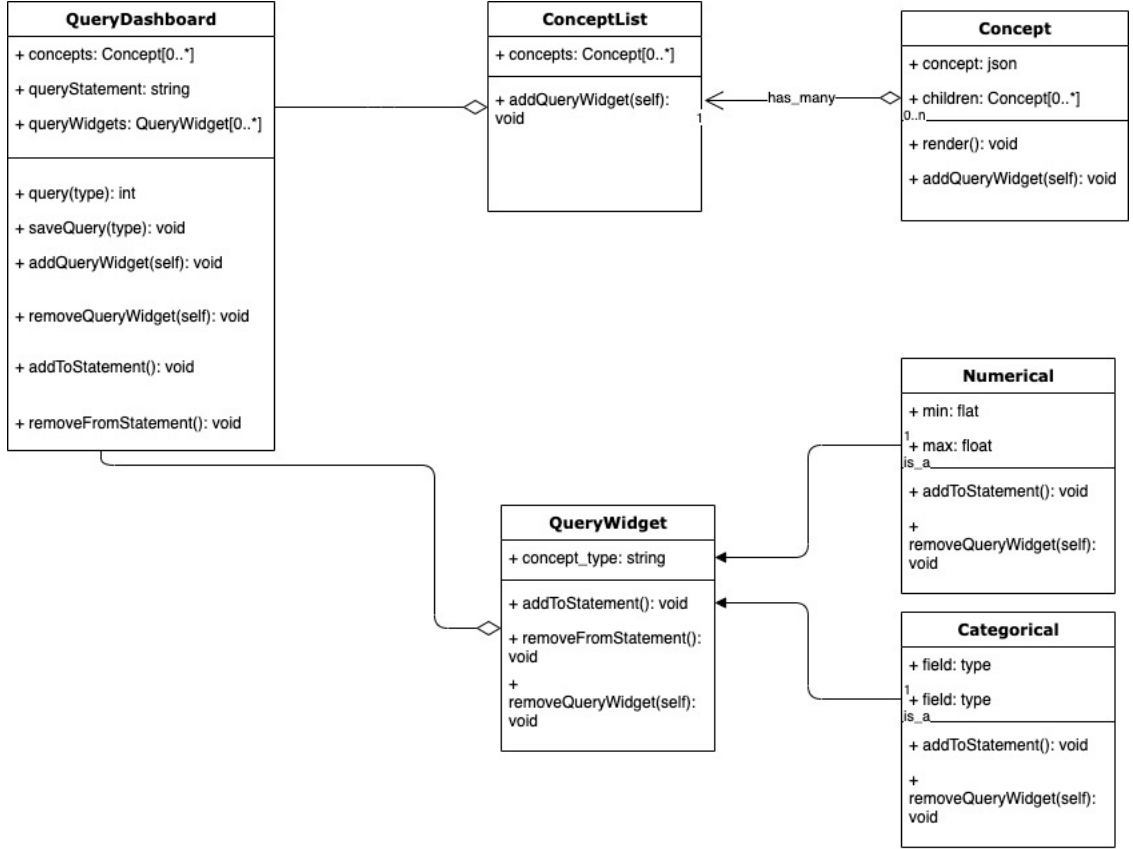 QueryDashboard
+ concepts: Concept[0..*]
+ queryStatement: string
+ queryWidgets: QueryWidget[0..*]
+ query(type): int
+ saveQuery(type): void
+ addQueryWidget(self): void
+ removeQueryWidget(self): void
+ addToStatement(): void
+ removeFromStatement(): void
ConceptList
+ concepts: Concept[0..*]
+ addQueryWidget(self):
void
1
has_many
Concept
+ concept: json
+ children: Concept[0..*]
0..n
+ render(): void
+ addQueryWidget(self): void
QueryWidget
+ concept_type: string
+ addToStatement(): void
+ removeFromStatement():
void
+
removeQueryWidget(self):
void
Numerical
+ min: flat
1
+ max: float
is_a
+ addToStatement(): void
+
removeQueryWidget(self):
void
Categorical
+ field: type
1
+ field: type
is_a
+ addToStatement(): void
+
removeQueryWidget(self):
void